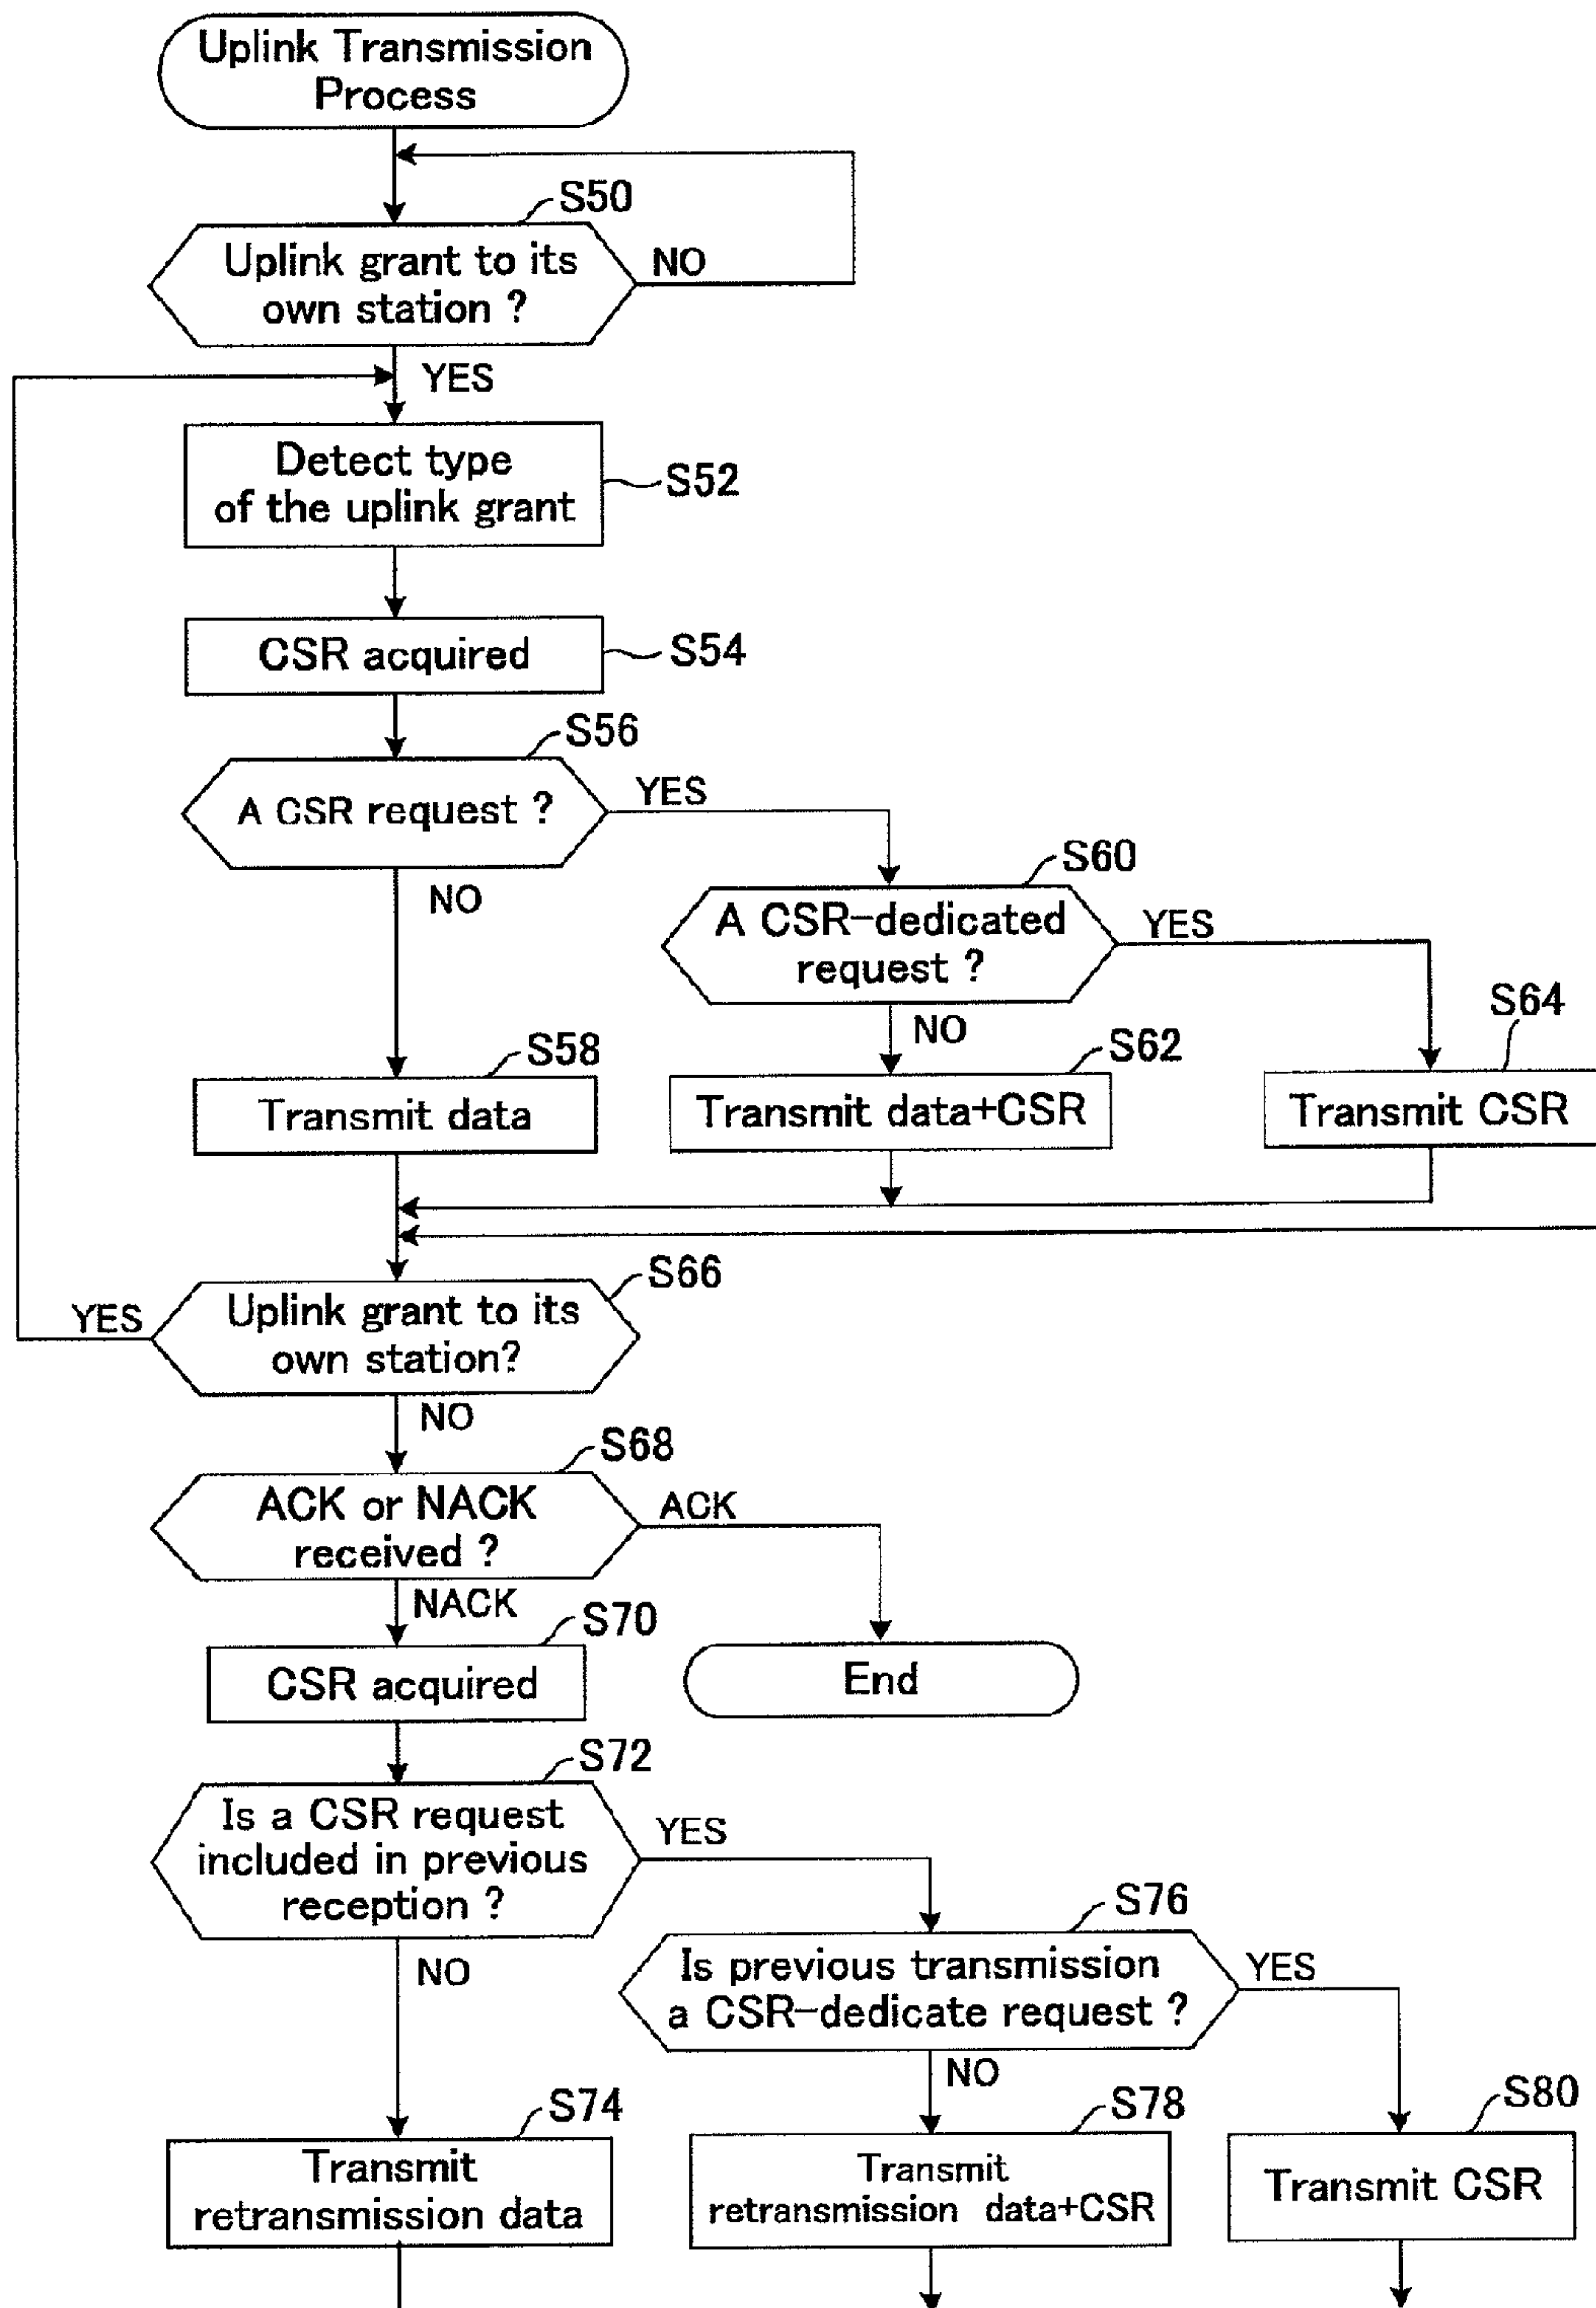 Uplink Transmission
Process
S50
Uplink grant to its
own station ?
NO
YES
Detect type
of the uplink grant
S52
CSR acquired
S54
S56
A CSR request ?
YES
NO
S60
A CSR-dedicated
request ?
YES
NO
S64
S58
S62
Transmit data
Transmit data+CSR
Transmit CSR
S66
YES
Uplink grant to its
own station?
NO
S68
ACK or NACK
received ?
ACK
NACK
S70
CSR acquired
End
S72
Is a CSR request
included in previous
reception ?
YES
NO
S76
Is previous transmission
a CSR-dedicate request ?
YES
NO
S74
S78
S80
Transmit
retransmission data
Transmit
retransmission data+CSR
Transmit CSR